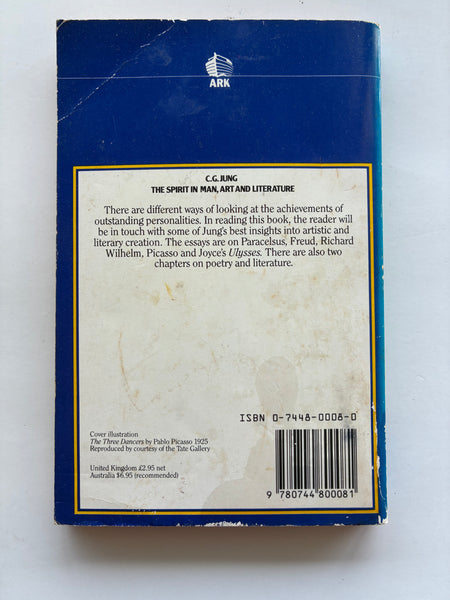 ARK
C.G. JUNG
THE SPIRIT IN MAN, ART AND LITERATURE
There are different ways of looking at the achievements of
outstanding personalities. In reading this book, the reader will
be in touch with some of Jung's best insights into artistic and
literary creation. The essays are on Paracelsus, Freud, Richard
Wilhelm, Picasso and Joyce's Ulysses. There are also two
chapters on poetry and literature.
ISBN 0-7448-0008-0
Cover illustration
The Three Dancers by Pablo Picasso 1925
Reproduced by courtesy of the Tate Gallery
United Kingdom £2.95 net
Australia $6.95 (recommended)
9 780744 800081